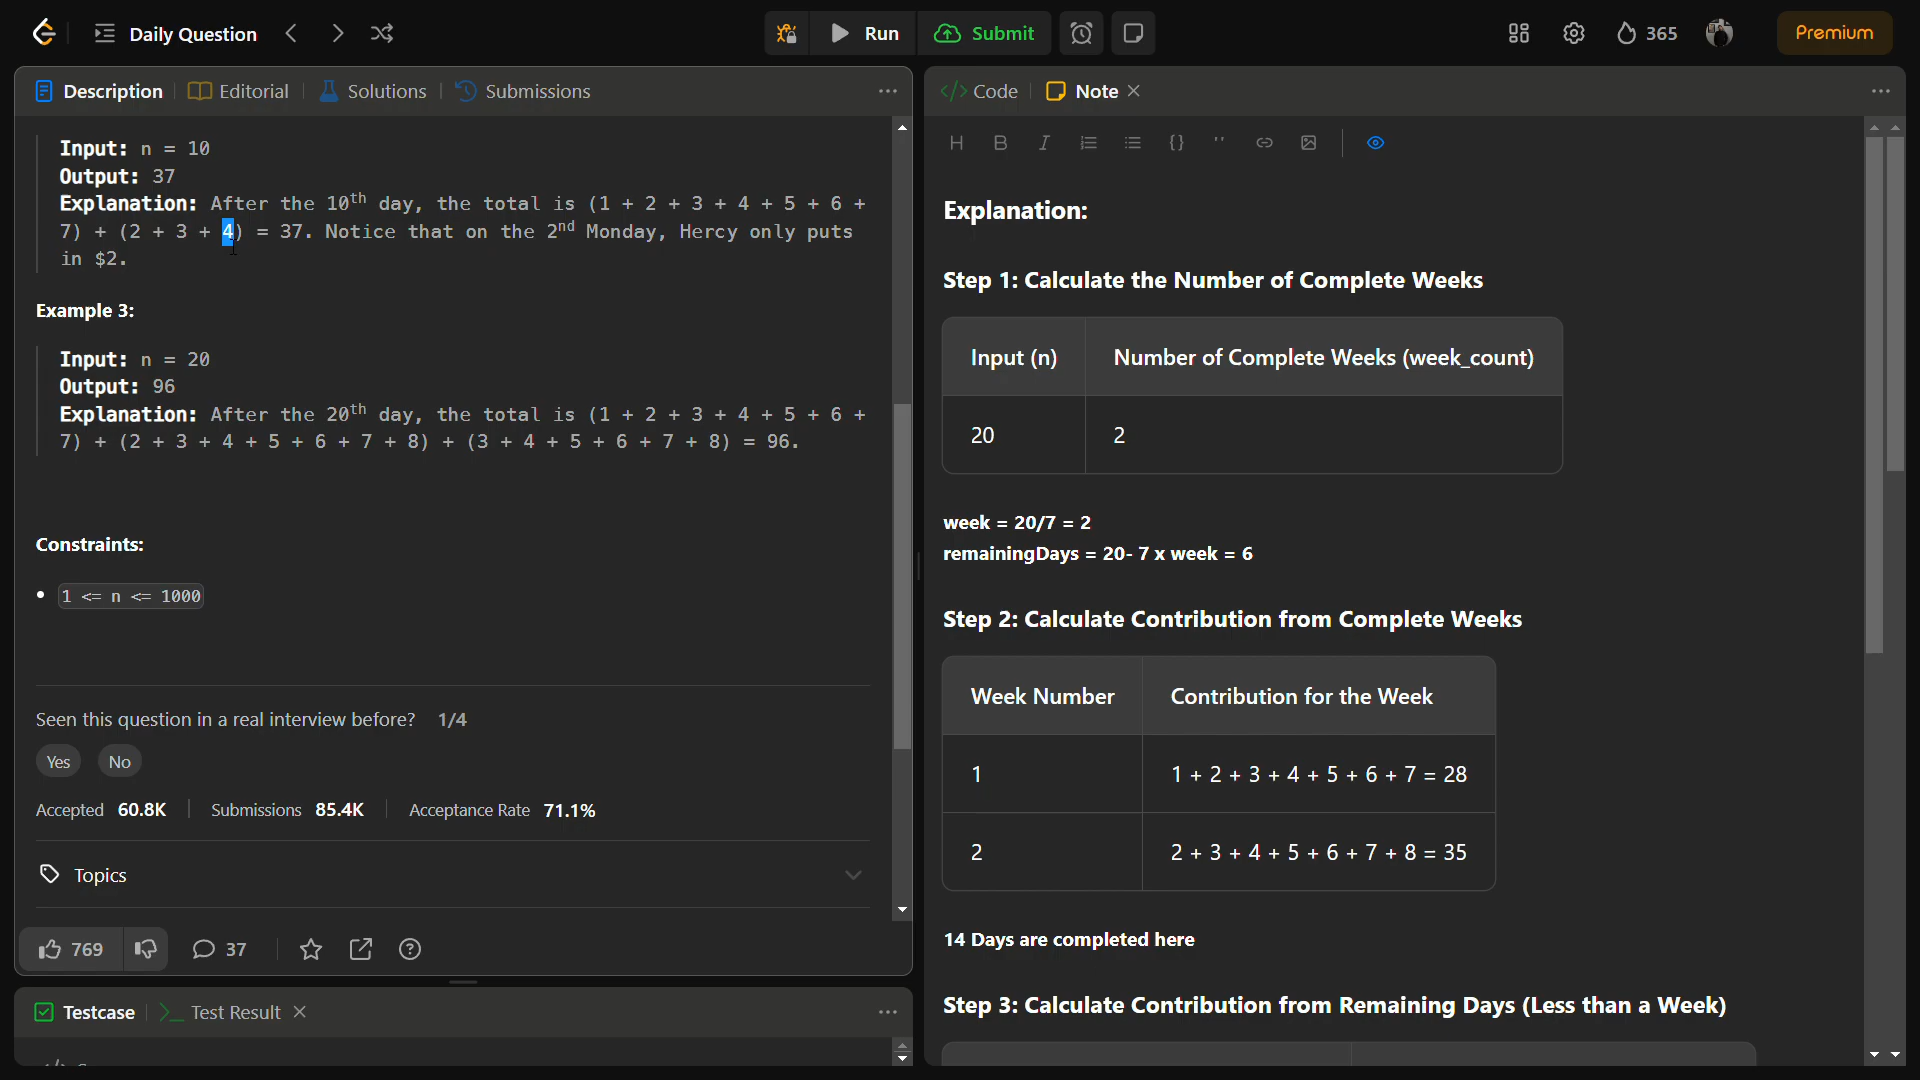 Daily Question
Run
Submit
365
Premium
Description
Editorial
Solutions
Submissions
Input: n = 10
Output: 37
Explanation: After the 10th day, the total is (1 + 2 + 3 + 4 + 5 + 6 +
7) + (2 + 3 + 4) = 37. Notice that on the 2nd Monday, Hercy only puts
in $2.
Example 3:
Input: n = 20
Output: 96
Explanation: After the 20th day, the total is (1 + 2 + 3 + 4 + 5 + 6 +
7) + (2 + 3 + 4 + 5 + 6 + 7 + 8) + (3 + 4 + 5 + 6 + 7 + 8) = 96.
Constraints:
1 <= n <= 1000
Seen this question in a real interview before? 1/4
Yes
No
Accepted 60.8K
Submissions 85.4K
Acceptance Rate 71.1%
Topics
769
37
Testcase
Test Result
</> Code
Note
H B I {} "
Explanation:
Step 1: Calculate the Number of Complete Weeks
Input (n) Number of Complete Weeks (week_count)
20 2
week = 20/7 = 2
remainingDays = 20- 7 x week = 6
Step 2: Calculate Contribution from Complete Weeks
Week Number Contribution for the Week
1 1 + 2 + 3 + 4 + 5 + 6 + 7 = 28
2 2 + 3 + 4 + 5 + 6 + 7 + 8 = 35
14 Days are completed here
Step 3: Calculate Contribution from Remaining Days (Less than a Week)